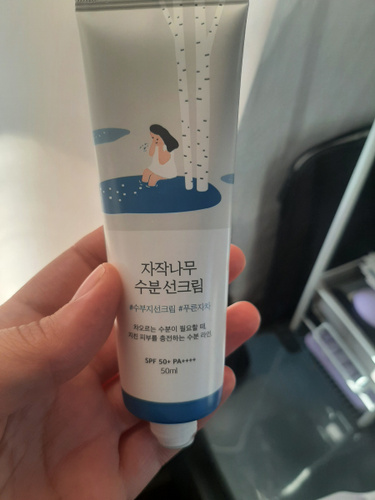 자작나무
수분선크림
#수부지선크림 #푸른자작
차오르는 수분이 필요할 때,
지친 피부를 충전하는 수분 라인
SPF 50+ PA++++
50ml